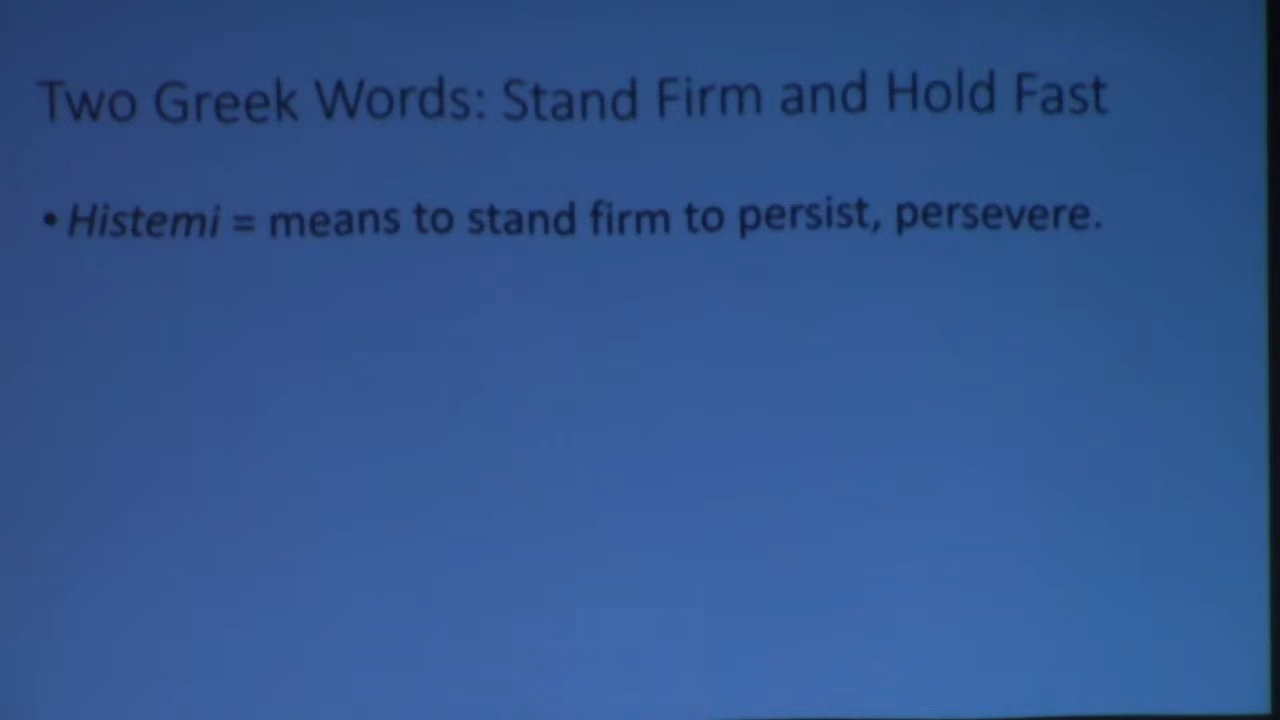 Two Greek Words: Stand Firm and Hold Fast
• Histemi = means to stand firm to persist, persevere.